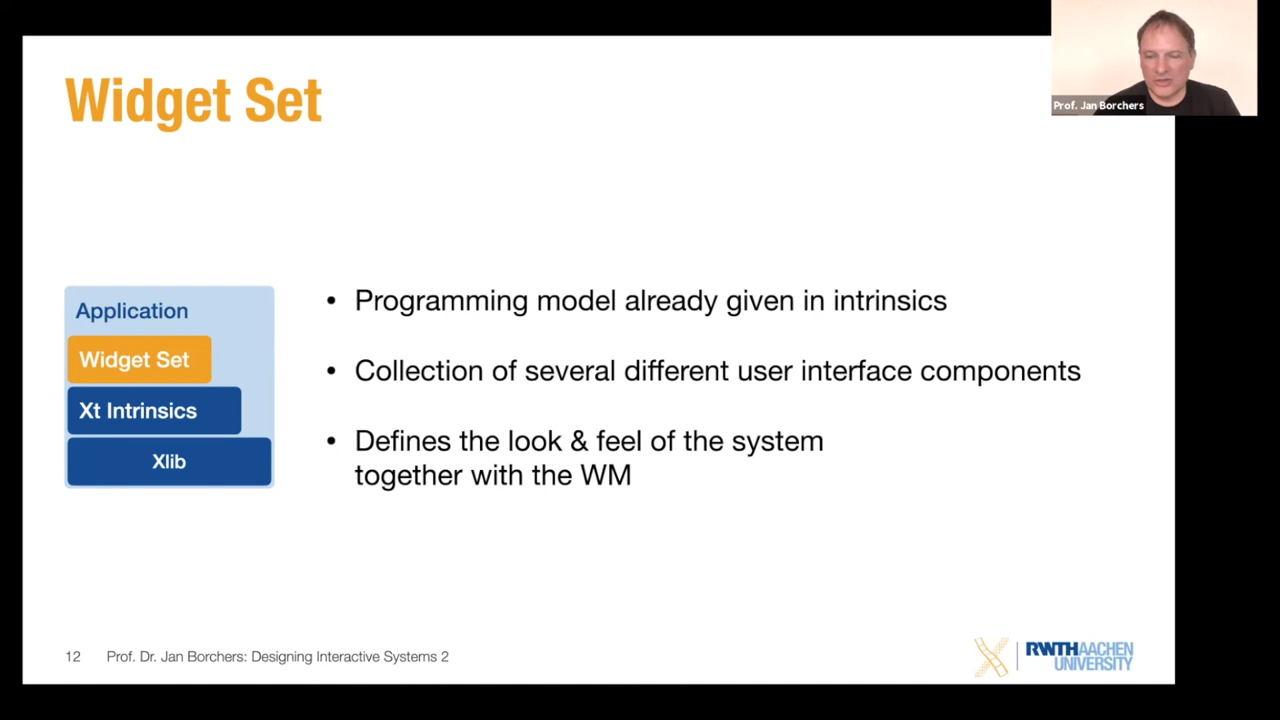 Widget Set
Prof. Jan Borchers
Application
Widget Set
Xt Intrinsics
Xlib
• Programming model already given in intrinsics
• Collection of several different user interface components
• Defines the look & feel of the system
together with the WM
12 Prof. Dr. Jan Borchers: Designing Interactive Systems 2
RWTHAACHEN
UNIVERSITY